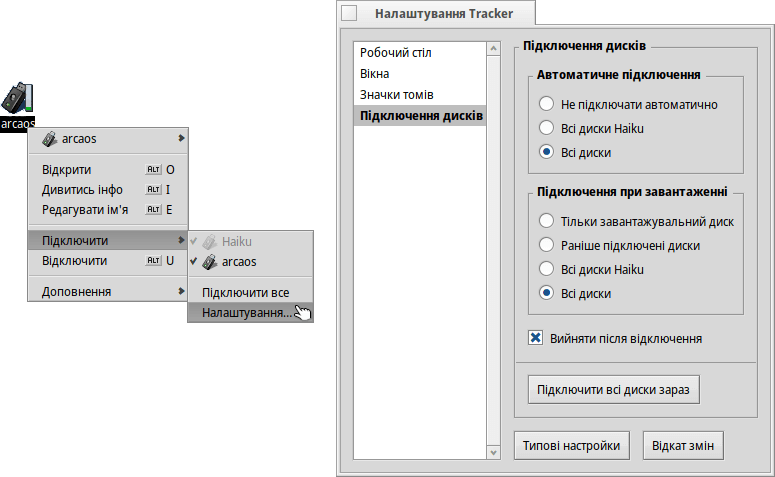 arcaos
arcaos
Відкрити ALT O
Дивитись інфо ALT I
Редагувати ім'я ALT E
Підключити
Відключити ALT U
Доповнення
Haiku
arcaos
Підключити все
Налаштування...
Налаштування Tracker
Робочий стіл
Вікна
Значки томів
Підключення дисків
Підключення дисків
Автоматичне підключення
Не підключати автоматично
Всі диски Haiku
Всі диски
Підключення при завантаженні
Тільки завантажувальний диск
Раніше підключені диски
Всі диски Haiku
Всі диски
Вийняти після відключення
Підключити всі диски зараз
Типові настройки
Відкат змін